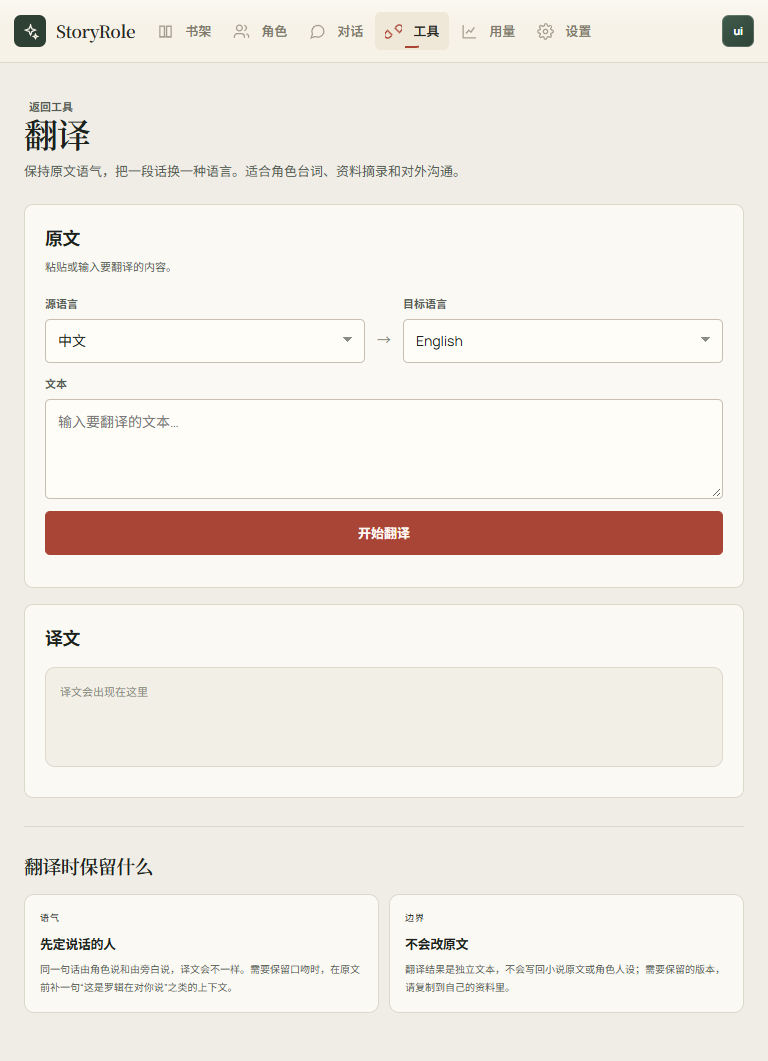 StoryRole 书架 角色 对话 工具 用量 设置 ui
返回工具
翻译
保持原文语气，把一段话换一种语言。适合角色台词、资料摘录和对外沟通。
原文
粘贴或输入要翻译的内容。
源语言
中文
→
目标语言
English
文本
输入要翻译的文本…
开始翻译
译文
译文会出现在这里
翻译时保留什么
语气
先定说话的人
同一句话由角色说和由旁白说，译文会不一样。需要保留口吻时，在原文
前补一句“这是罗辑在对你说”之类的上下文。
边界
不会改原文
翻译结果是独立文本，不会写回小说原文或角色人设；需要保留的版本，
请复制到自己的资料里。